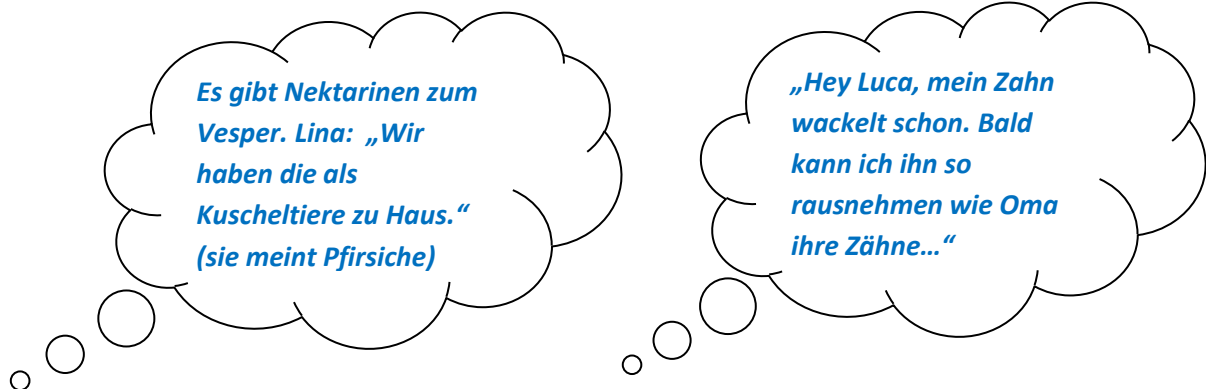 Es gibt Nektarinen zum
Vesper. Lina: „Wir
haben die als
Kuscheltiere zu Haus.“
(sie meint Pfirsiche)
„Hey Luca, mein Zahn
wackelt schon. Bald
kann ich ihn so
rausnehmen wie Oma
ihre Zähne…“